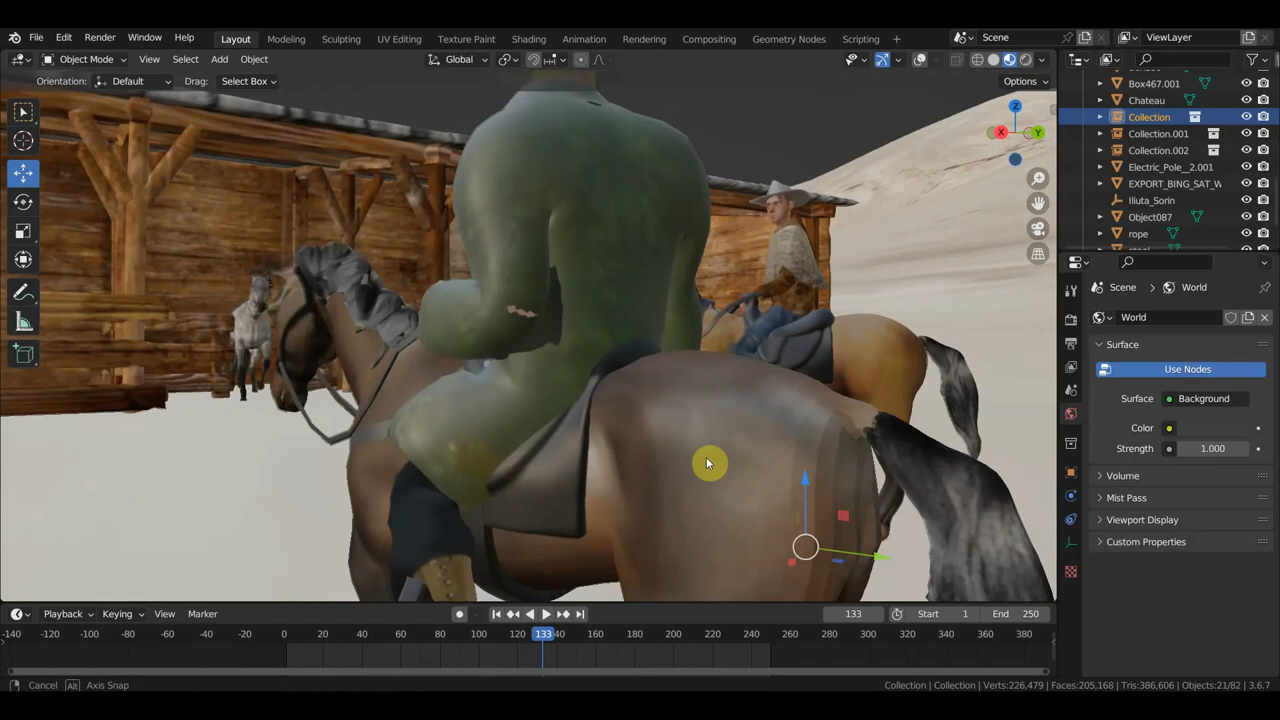 File Edit Render Window Help Layout Modeling Sculpting UV Editing Texture Paint Shading Animation Rendering Compositing Geometry Nodes Scripting + Scene ViewLayer
Object Mode View Select Add Object Global
Orientation: Default Drag: Select Box Options
Z
X
Y
Box467.001
Chateau
Collection
Collection.001
Collection.002
Electric_Pole__2.001
EXPORT_BING_SAT_W
Iliuta_Sorin
Object087
rope
Scene World
World
Surface
Use Nodes
Surface Background
Color
Strength 1.000
Volume
Mist Pass
Viewport Display
Custom Properties
Playback Keying View Marker 133 Start 1 End 250
-140 -120 -100 -80 -60 -40 -20 0 20 40 60 80 100 120 133 140 160 180 200 220 240 260 280 300 320 340 360 380
Cancel Alt Axis Snap Collection | Collection | Verts:226,479 | Faces:205,168 | Tris:386,606 | Objects:21/82 | 3.6.7